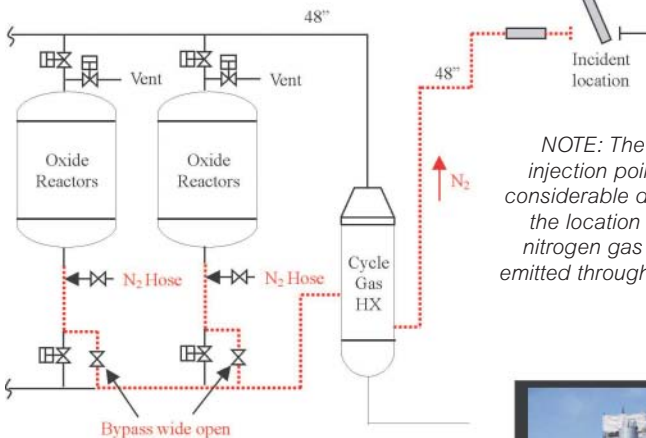 48”
Vent
Vent
Oxide
Reactors
Oxide
Reactors
N₂ Hose
N₂ Hose
Bypass wide open
Cycle
Gas
HX
48”
N₂
Incident
location
NOTE: The
injection poi
considerable d
the location
nitrogen gas
emitted through